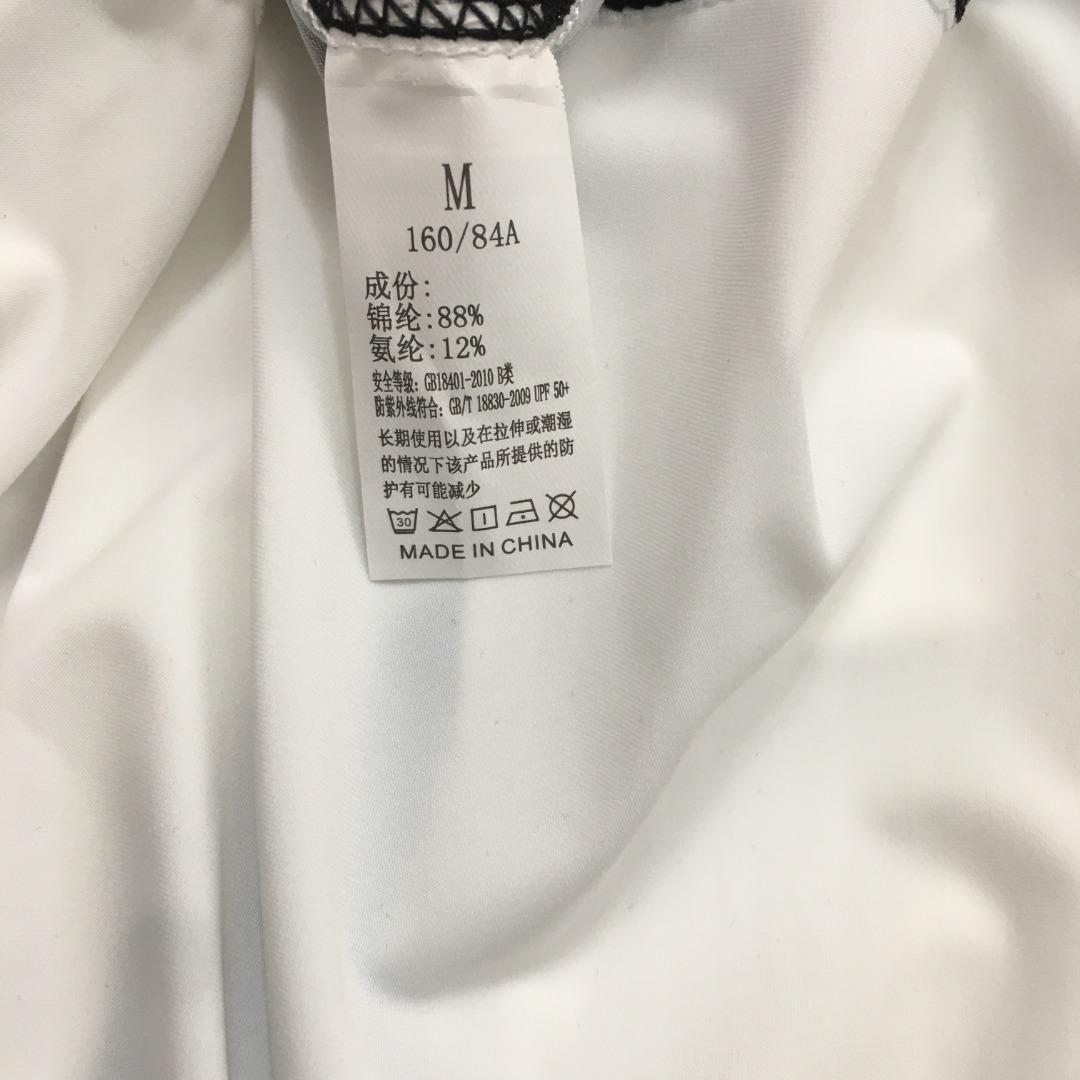 M
160/84A
成份:
锦纶:88%
氨纶:12%
安全等级: GB18401-2010 B类
防紫外线符合: GB/T 18830-2009 UPF 50+
长期使用以及在拉伸或潮湿
的情况下该产品所提供的防
护有可能减少
30
MADE IN CHINA